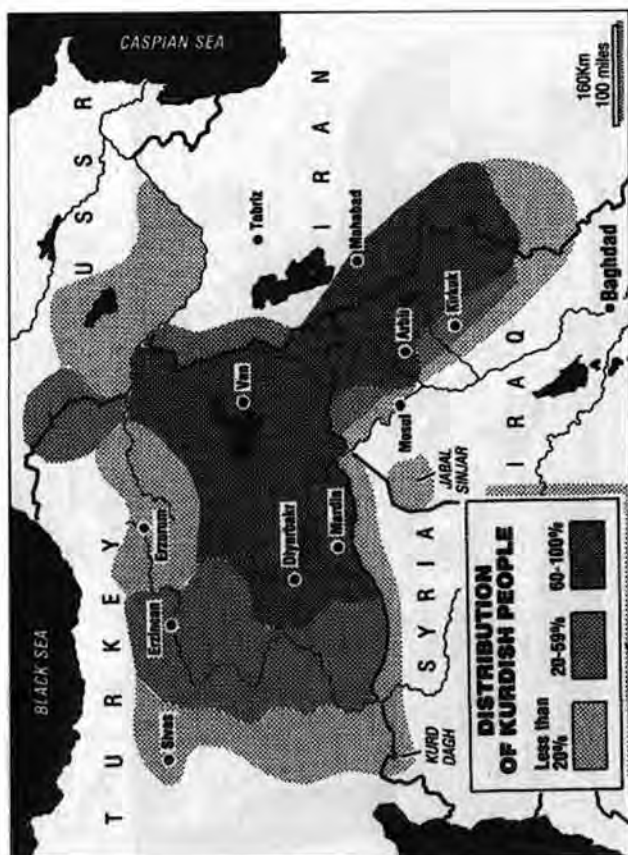 BLACK SEA
CASPIAN SEA
T U R K E Y
U S S R
Sivas
Erzincan
Erzurum
Tabriz
I R A N
Van
Diyarbakr
Mardin
Mahabad
Arbil
Kirkuk
Mosul
KURD
DAGH
S Y R I A
JABAL
SINJAR
I R A Q
Baghdad
DISTRIBUTION
OF KURDISH PEOPLE
Less than
20%
20-59%
60-100%
160Km
100 miles